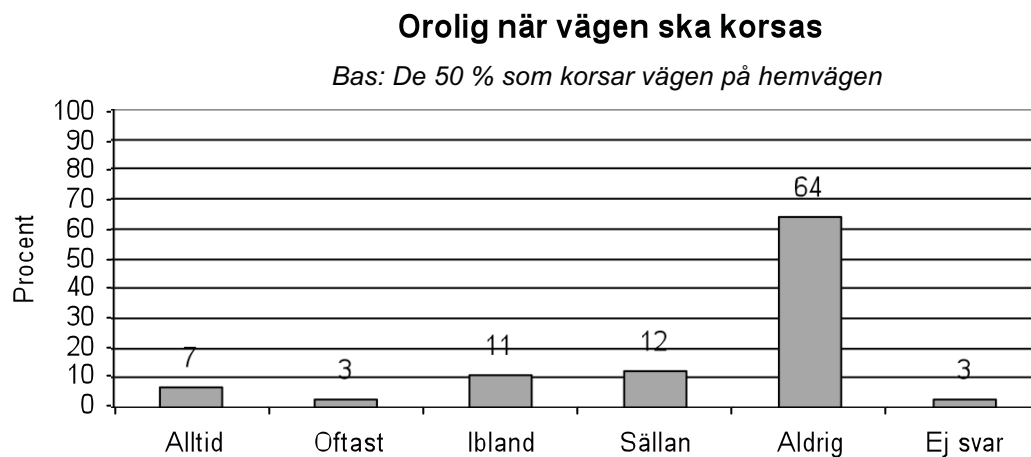 Orolig när vägen ska korsas
Bas: De 50 % som korsar vägen på hemvägen
Procent
100
90
80
70
60
50
40
30
20
10
0
7
3
11
12
64
3
Alltid
Oftast
Ibland
Sällan
Aldrig
Ej svar